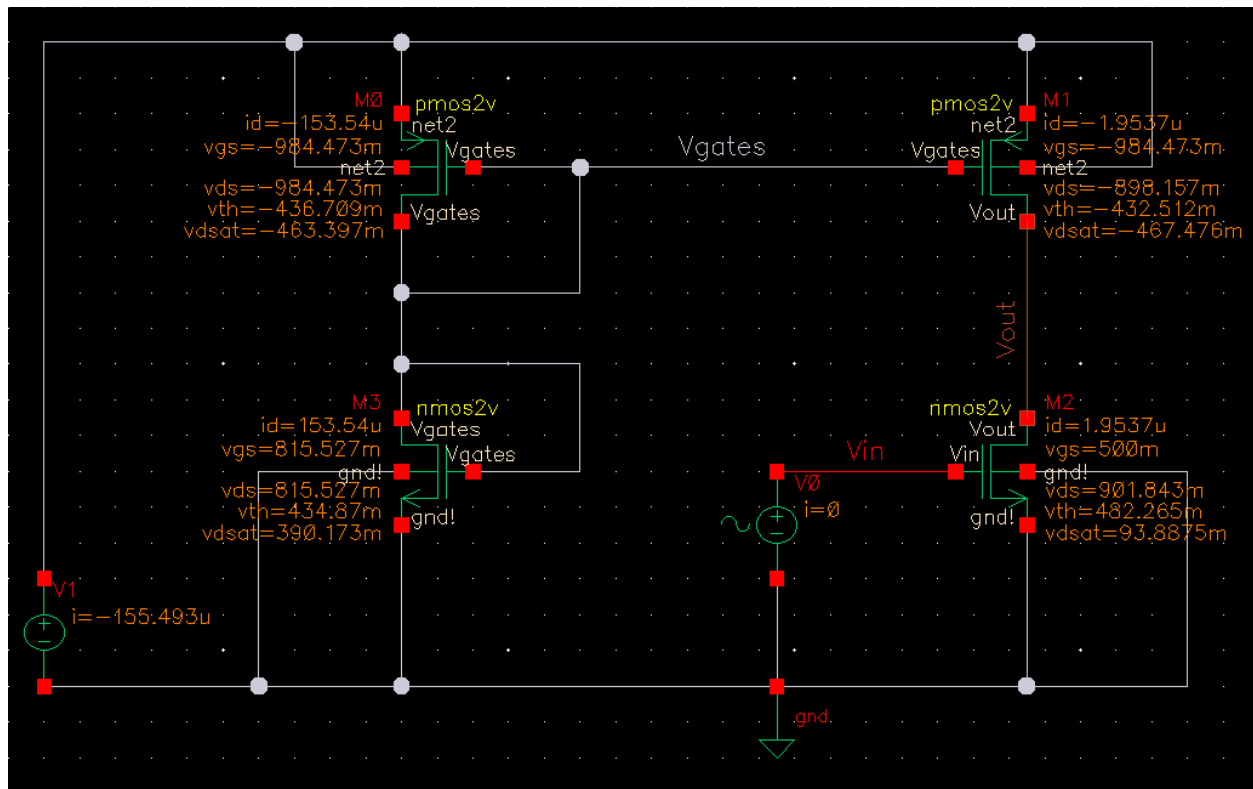 M0 pmos2v
id=-153.54u net2
vgs=-984.473m Vgates
net2
vds=-984.473m
vth=-436.709m Vgates
vdsat=-463.397m
Vgates
pmos2v M1
net2 id=-1.9537u
Vgates vgs=-984.473m
net2
vds=-898.157m
Vout vth=-432.512m
vdsat=-467.476m
Vout
M3 nmos2v
id=153.54u Vgates
vgs=815.527m Vgates
gnd!
vds=815.527m
vth=434.87m gnd!
vdsat=390.173m
nmos2v M2
Vout id=1.9537u
Vin vgs=500m
gnd!
vds=901.843m
gnd! vth=482.265m
vdsat=93.8875m
Vin
V0
i=0
V1
i=-155.493u
gnd